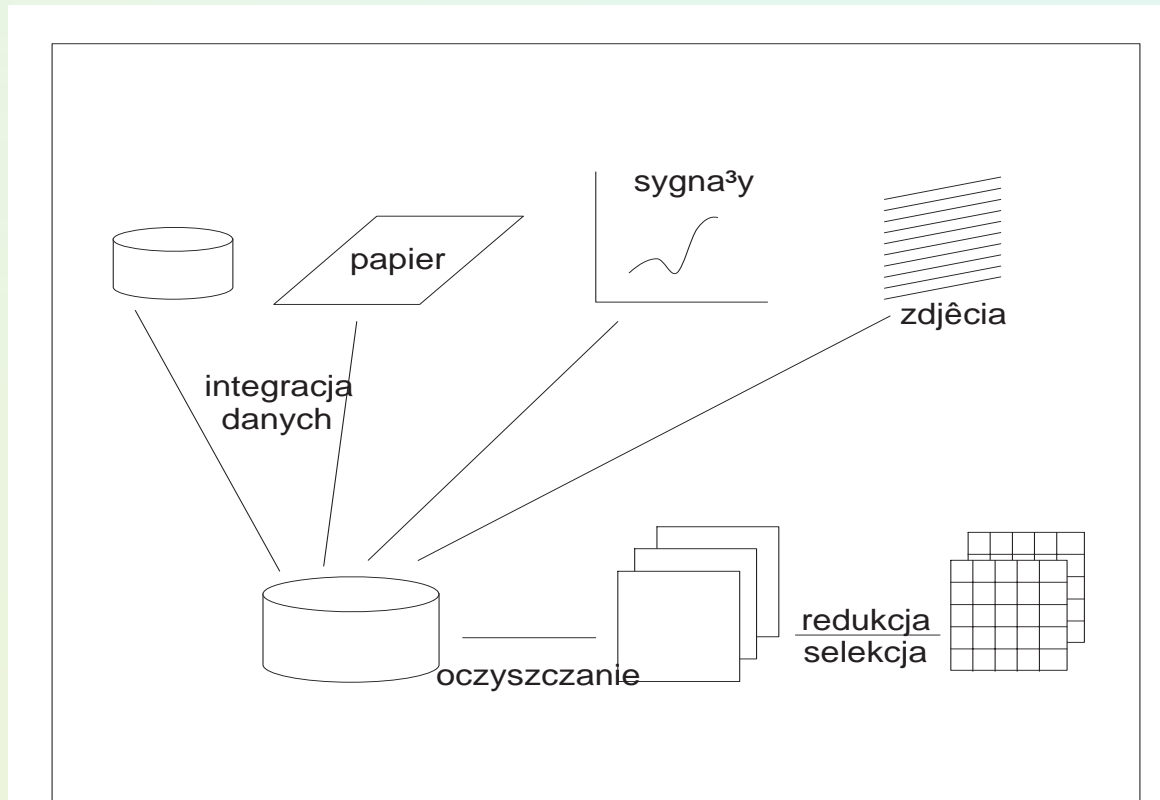 sygna³y
papier
zdjêcia
integracja
danych
redukcja
selekcja
oczyszczanie